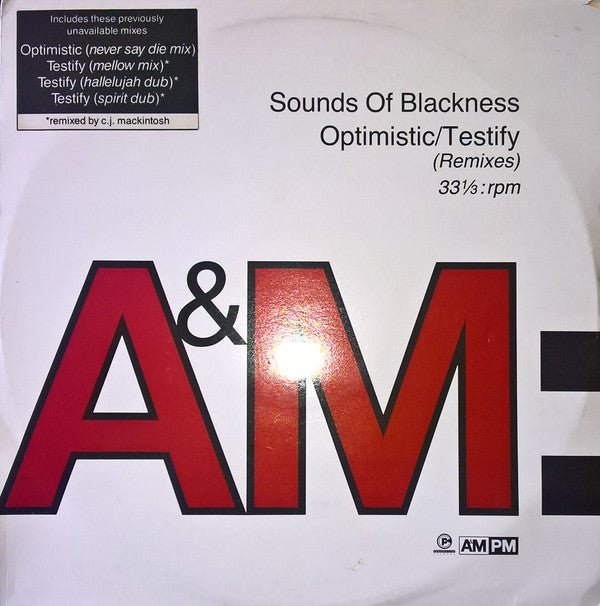 Includes these previously
unavailable mixes
Optimistic (never say die mix)
Testify (mellow mix)*
Testify (hallelujah dub)*
Testify (spirit dub)*
*remixed by c.j. mackintosh
Sounds Of Blackness
Optimistic/Testify
(Remixes)
33⅓:rpm
A&M:
A&M PM